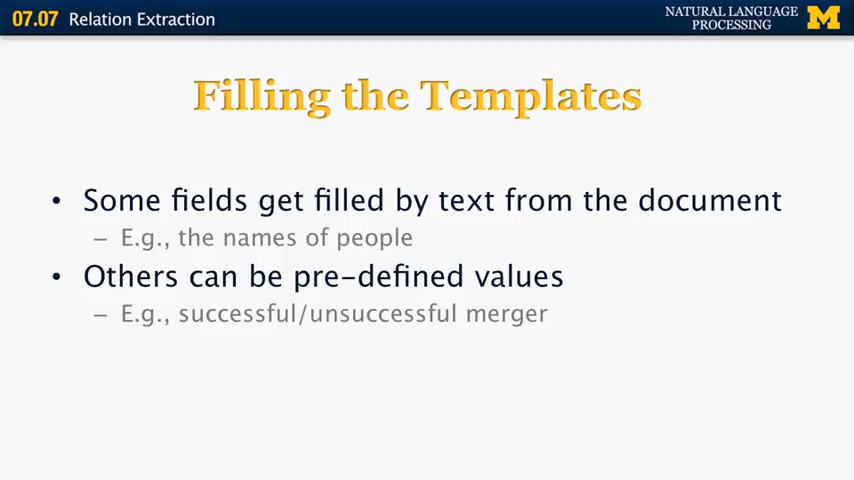 07.07 Relation Extraction
NATURAL LANGUAGE
PROCESSING
M
Filling the Templates
• Some fields get filled by text from the document
– E.g., the names of people
• Others can be pre-defined values
– E.g., successful/unsuccessful merger